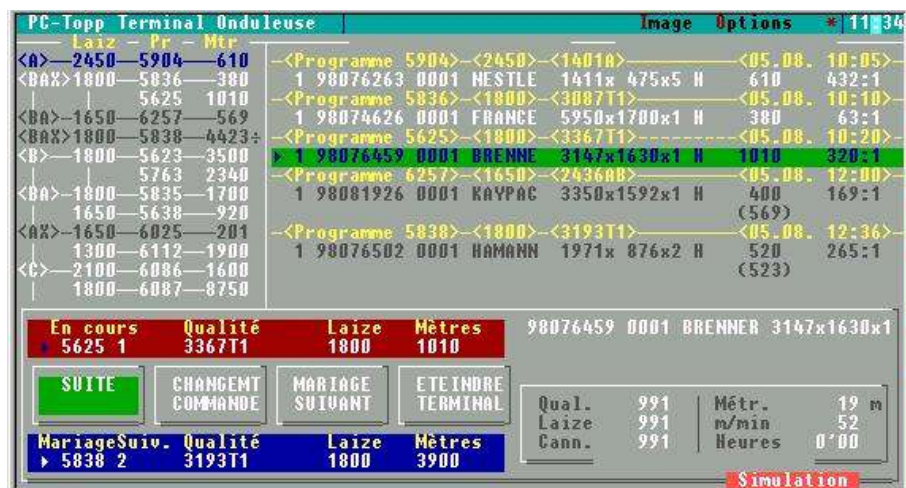 PC-Topp Terminal Onduleuse Image Options * 11:34
Laiz - Pr - Mtr
<A>—2450—5904——610
<BAX>1800—5836——380
| | 5625 1010
<BA>—1650—6257——569
<BAX>1800—5838—4423÷
<B>—1800—5623—3500
| | 5763 2340
<BA>—1800—5835—1700
| 1650—5638——920
<AX>—1650—6025——201
| 1300—6112—1900
<C>—2100—6086—1600
| 1800—6087—8750
<Programme 5904>—<2450>—<1401A>—<05.08. 10:05>
1 98076263 0001 NESTLE 1411x 475x5 H 610 432:1
<Programme 5836>—<1800>—<3087T1>—<05.08. 10:10>
1 98074626 0001 FRANCE 5950x1700x1 H 380 63:1
<Programme 5625>—<1800>—<3367T1>—<05.08. 10:20>
1 98076459 0001 BRENNE 3147x1630x1 H 1010 320:1
<Programme 6257>—<1650>—<2436AB>—<05.08. 12:00>
1 98081926 0001 KAYPAC 3350x1592x1 H 400 169:1
(569)
<Programme 5838>—<1800>—<3193T1>—<05.08. 12:36>
1 98076502 0001 HAMANN 1971x 876x2 H 520 265:1
(523)
En cours Qualité Laize Mètres
5625 1 3367T1 1800 1010
98076459 0001 BRENNER 3147x1630x1
SUITE
CHANGEMT
COMMANDE
MARIAGE
SUIVANT
ETEINDRE
TERMINAL
Qual. 991 | Métr. 19 m
Laize 991 | m/min 52
Cann. 991 | Heures 0'00
MariageSuiv. Qualité Laize Mètres
5838 2 3193T1 1800 3900
Simulation